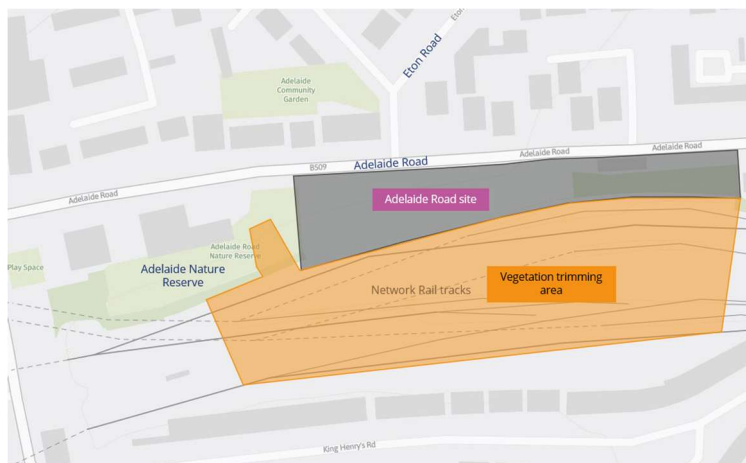 Eton Road
Eton
Adelaide
Community
Garden
B509
Adelaide Road
Adelaide Road
Adelaide Road
Adelaide Road
Adelaide Road site
Adelaide Road
Nature Reserve
Play Space
Adelaide Nature
Reserve
Network Rail tracks
Vegetation trimming
area
King Henry's Rd